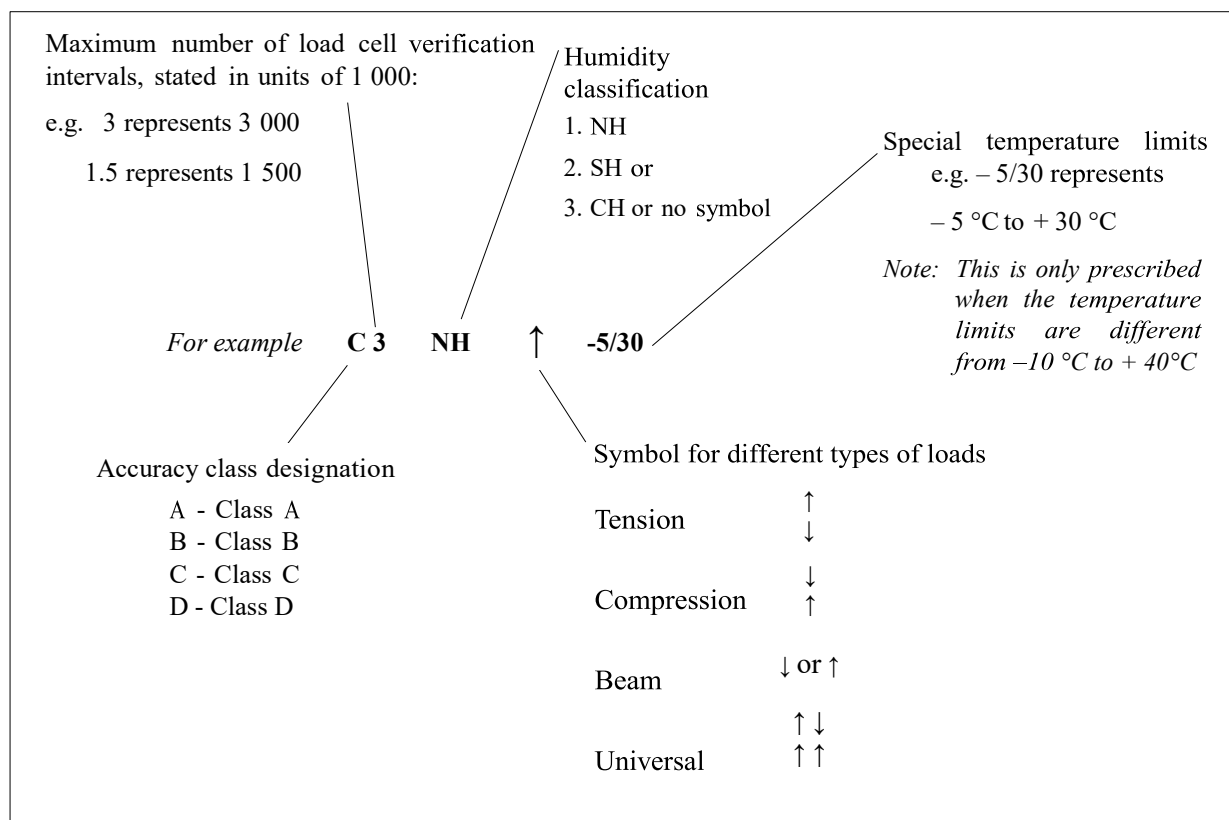 Maximum number of load cell verification
intervals, stated in units of 1 000:
e.g. 3 represents 3 000
1.5 represents 1 500
Humidity
classification
1. NH
2. SH or
3. CH or no symbol
Special temperature limits
e.g. – 5/30 represents
– 5 °C to + 30 °C
Note: This is only prescribed
when the temperature
limits are different
from –10 °C to + 40°C
For example C 3 NH ↑ -5/30
Accuracy class designation
A - Class A
B - Class B
C - Class C
D - Class D
Symbol for different types of loads
↑
Tension
↓
↓
Compression
↑
Beam ↓ or ↑
↑ ↓
Universal ↑ ↑